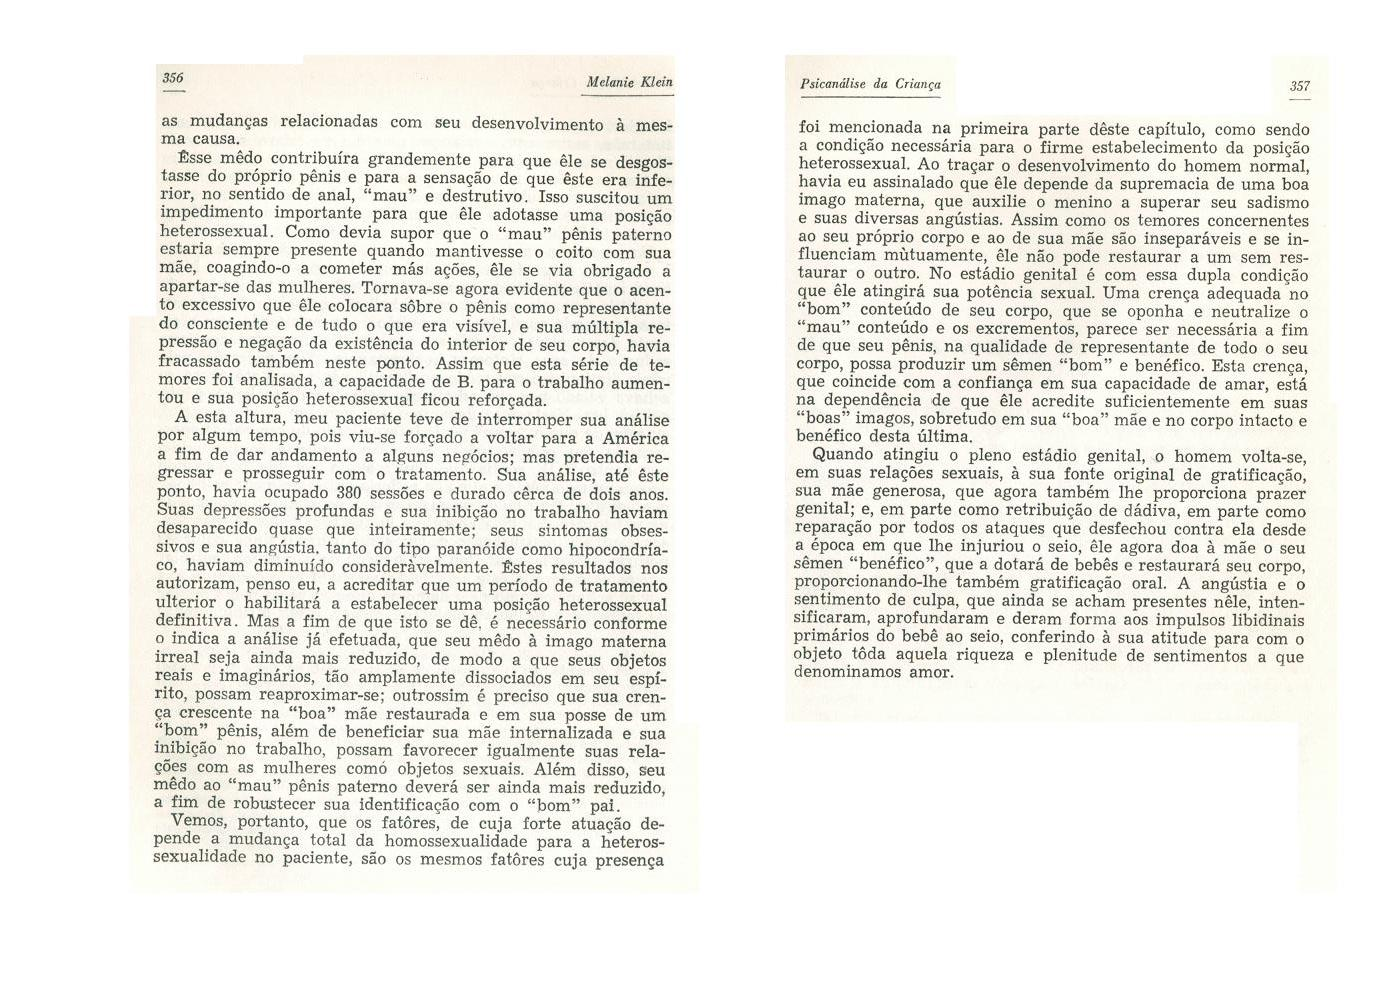 356
Melanie Klein
as mudanças relacionadas com seu desenvolvimento à mes-
ma causa.
Êsse mêdo contribuíra grandemente para que êle se desgos-
tasse do próprio pênis e para a sensação de que êste era infe-
rior, no sentido de anal, “mau” e destrutivo. Isso suscitou um
impedimento importante para que êle adotasse uma posição
heterossexual. Como devia supor que o “mau” pênis paterno
estaria sempre presente quando mantivesse o coito com sua
mãe, coagindo-o a cometer más ações, êle se via obrigado a
apartar-se das mulheres. Tornava-se agora evidente que o acen-
to excessivo que êle colocara sôbre o pênis como representante
do consciente e de tudo o que era visível, e sua múltipla re-
pressão e negação da existência do interior de seu corpo, havia
fracassado também neste ponto. Assim que esta série de te-
mores foi analisada, a capacidade de B. para o trabalho aumen-
tou e sua posição heterossexual ficou reforçada.
A esta altura, meu paciente teve de interromper sua análise
por algum tempo, pois viu-se forçado a voltar para a América
a fim de dar andamento a alguns negócios; mas pretendia re-
gressar e prosseguir com o tratamento. Sua análise, até êste
ponto, havia ocupado 380 sessões e durado cêrca de dois anos.
Suas depressões profundas e sua inibição no trabalho haviam
desaparecido quase que inteiramente; seus sintomas obses-
sivos e sua angústia, tanto do tipo paranóide como hipocondría-
co, haviam diminuído consideràvelmente. Êstes resultados nos
autorizam, penso eu, a acreditar que um período de tratamento
ulterior o habilitará a estabelecer uma posição heterossexual
definitiva. Mas a fim de que isto se dê, é necessário conforme
o indica a análise já efetuada, que seu mêdo à imago materna
irreal seja ainda mais reduzido, de modo a que seus objetos
reais e imaginários, tão amplamente dissociados em seu espí-
rito, possam reaproximar-se; outrossim é preciso que sua cren-
ça crescente na “boa” mãe restaurada e em sua posse de um
“bom” pênis, além de beneficiar sua mãe internalizada e sua
inibição no trabalho, possam favorecer igualmente suas rela-
ções com as mulheres comó objetos sexuais. Além disso, seu
mêdo ao “mau” pênis paterno deverá ser ainda mais reduzido,
a fim de robustecer sua identificação com o “bom” pai.
Vemos, portanto, que os fatôres, de cuja forte atuação de-
pende a mudança total da homossexualidade para a heteros-
sexualidade no paciente, são os mesmos fatôres cuja presença
Psicanálise da Criança
357
foi mencionada na primeira parte dêste capítulo, como sendo
a condição necessária para o firme estabelecimento da posição
heterossexual. Ao traçar o desenvolvimento do homem normal,
havia eu assinalado que êle depende da supremacia de uma boa
imago materna, que auxilie o menino a superar seu sadismo
e suas diversas angústias. Assim como os temores concernentes
ao seu próprio corpo e ao de sua mãe são inseparáveis e se in-
fluenciam mùtuamente, êle não pode restaurar a um sem res-
taurar o outro. No estádio genital é com essa dupla condição
que êle atingirá sua potência sexual. Uma crença adequada no
“bom” conteúdo de seu corpo, que se oponha e neutralize o
“mau” conteúdo e os excrementos, parece ser necessária a fim
de que seu pênis, na qualidade de representante de todo o seu
corpo, possa produzir um sêmen “bom” e benéfico. Esta crença,
que coincide com a confiança em sua capacidade de amar, está
na dependência de que êle acredite suficientemente em suas
“boas” imagos, sobretudo em sua “boa” mãe e no corpo intacto e
benéfico desta última.
Quando atingiu o pleno estádio genital, o homem volta-se,
em suas relações sexuais, à sua fonte original de gratificação,
sua mãe generosa, que agora também lhe proporciona prazer
genital; e, em parte como retribuição de dádiva, em parte como
reparação por todos os ataques que desfechou contra ela desde
a época em que lhe injuriou o seio, êle agora doa à mãe o seu
sêmen “benéfico”, que a dotará de bebês e restaurará seu corpo,
proporcionando-lhe também gratificação oral. A angústia e o
sentimento de culpa, que ainda se acham presentes nêle, inten-
sificaram, aprofundaram e deram forma aos impulsos libidinais
primários do bebê ao seio, conferindo à sua atitude para com o
objeto tôda aquela riqueza e plenitude de sentimentos a que
denominamos amor.